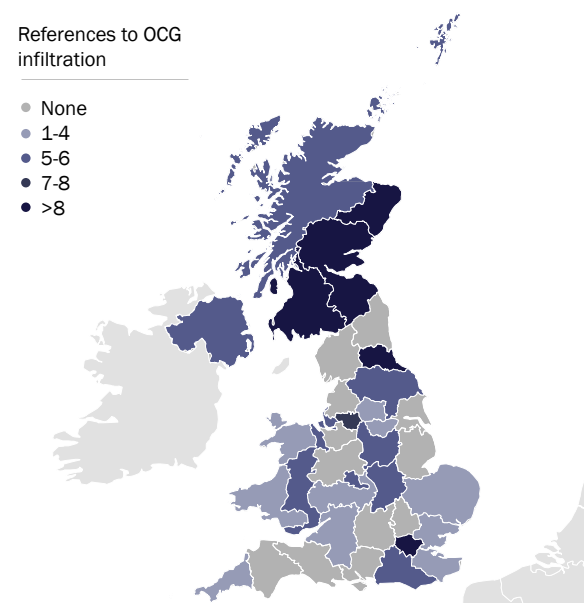 References to OCG
infiltration
None
1-4
5-6
7-8
>8